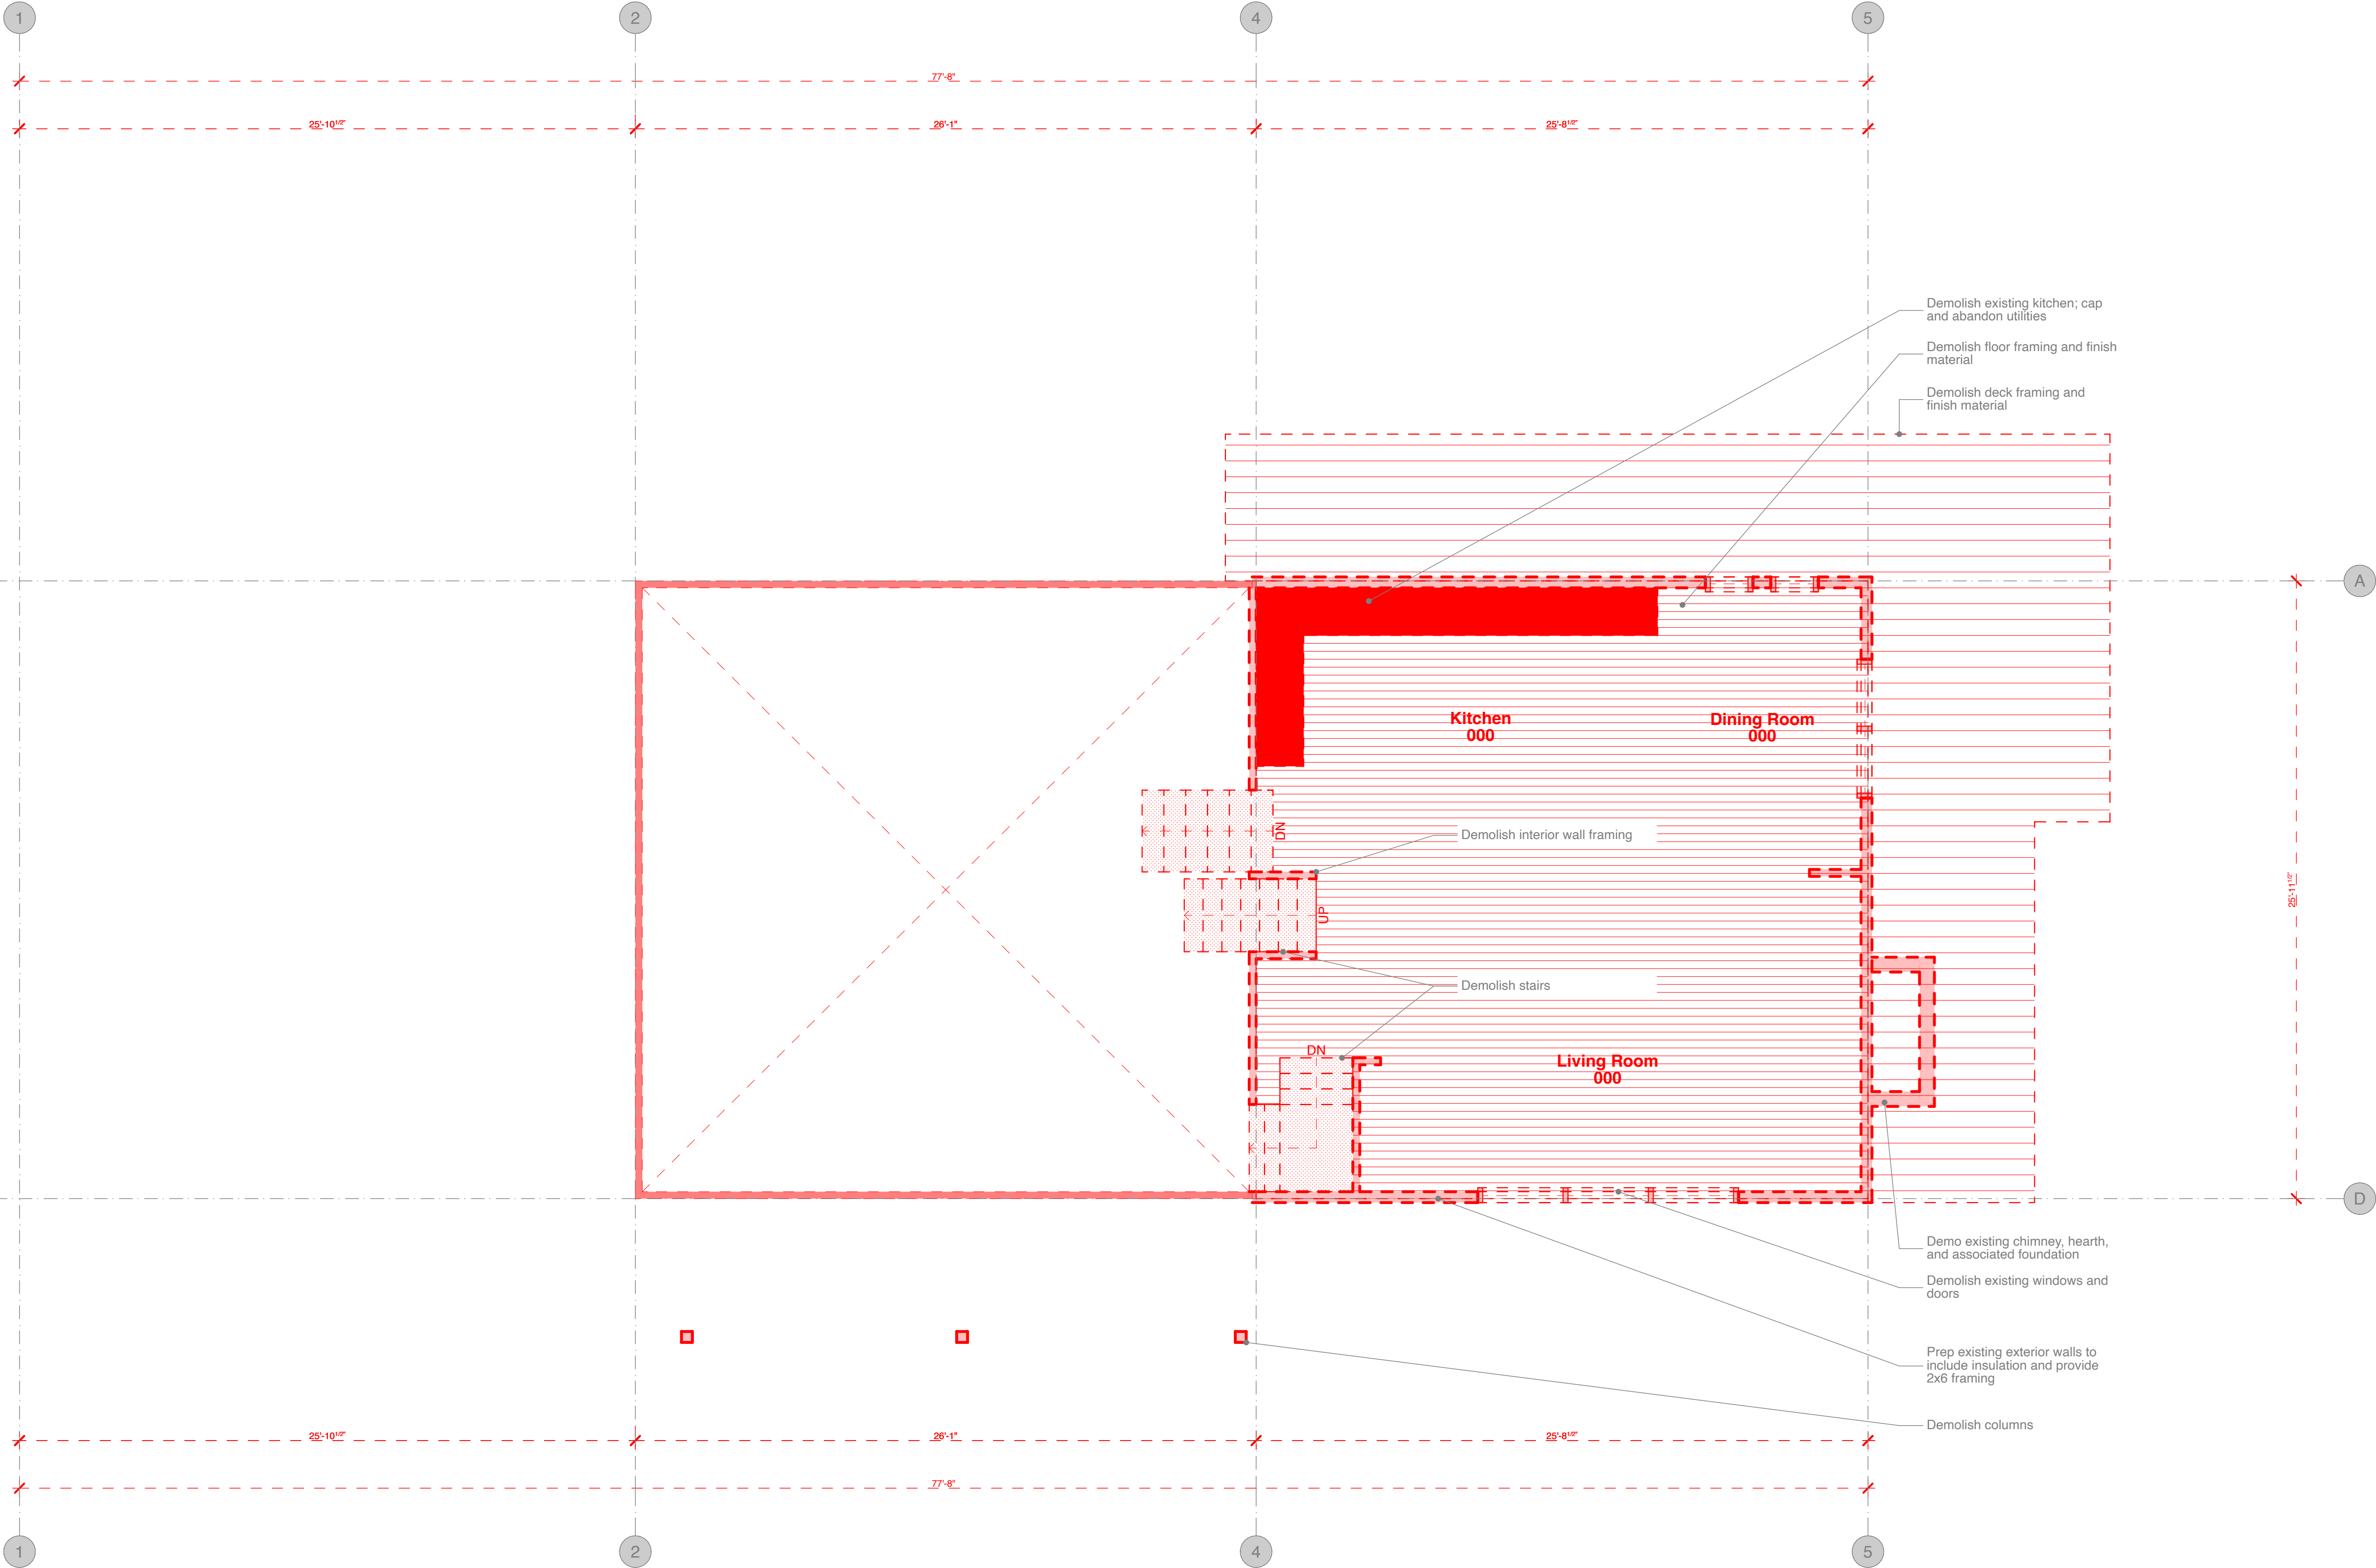 1 2 4 5
77'-8"
25'-10 1/2" 26'-1" 25'-8 1/2"
Demolish existing kitchen; cap
and abandon utilities
Demolish floor framing and finish
material
Demolish deck framing and
finish material
A
Kitchen
000
Dining Room
000
DN
Demolish interior wall framing
25'-11 1/2"
UP
Demolish stairs
DN
Living Room
000
D
Demo existing chimney, hearth,
and associated foundation
Demolish existing windows and
doors
Prep existing exterior walls to
include insulation and provide
2x6 framing
Demolish columns
25'-10 1/2" 26'-1" 25'-8 1/2"
77'-8"
1 2 4 5